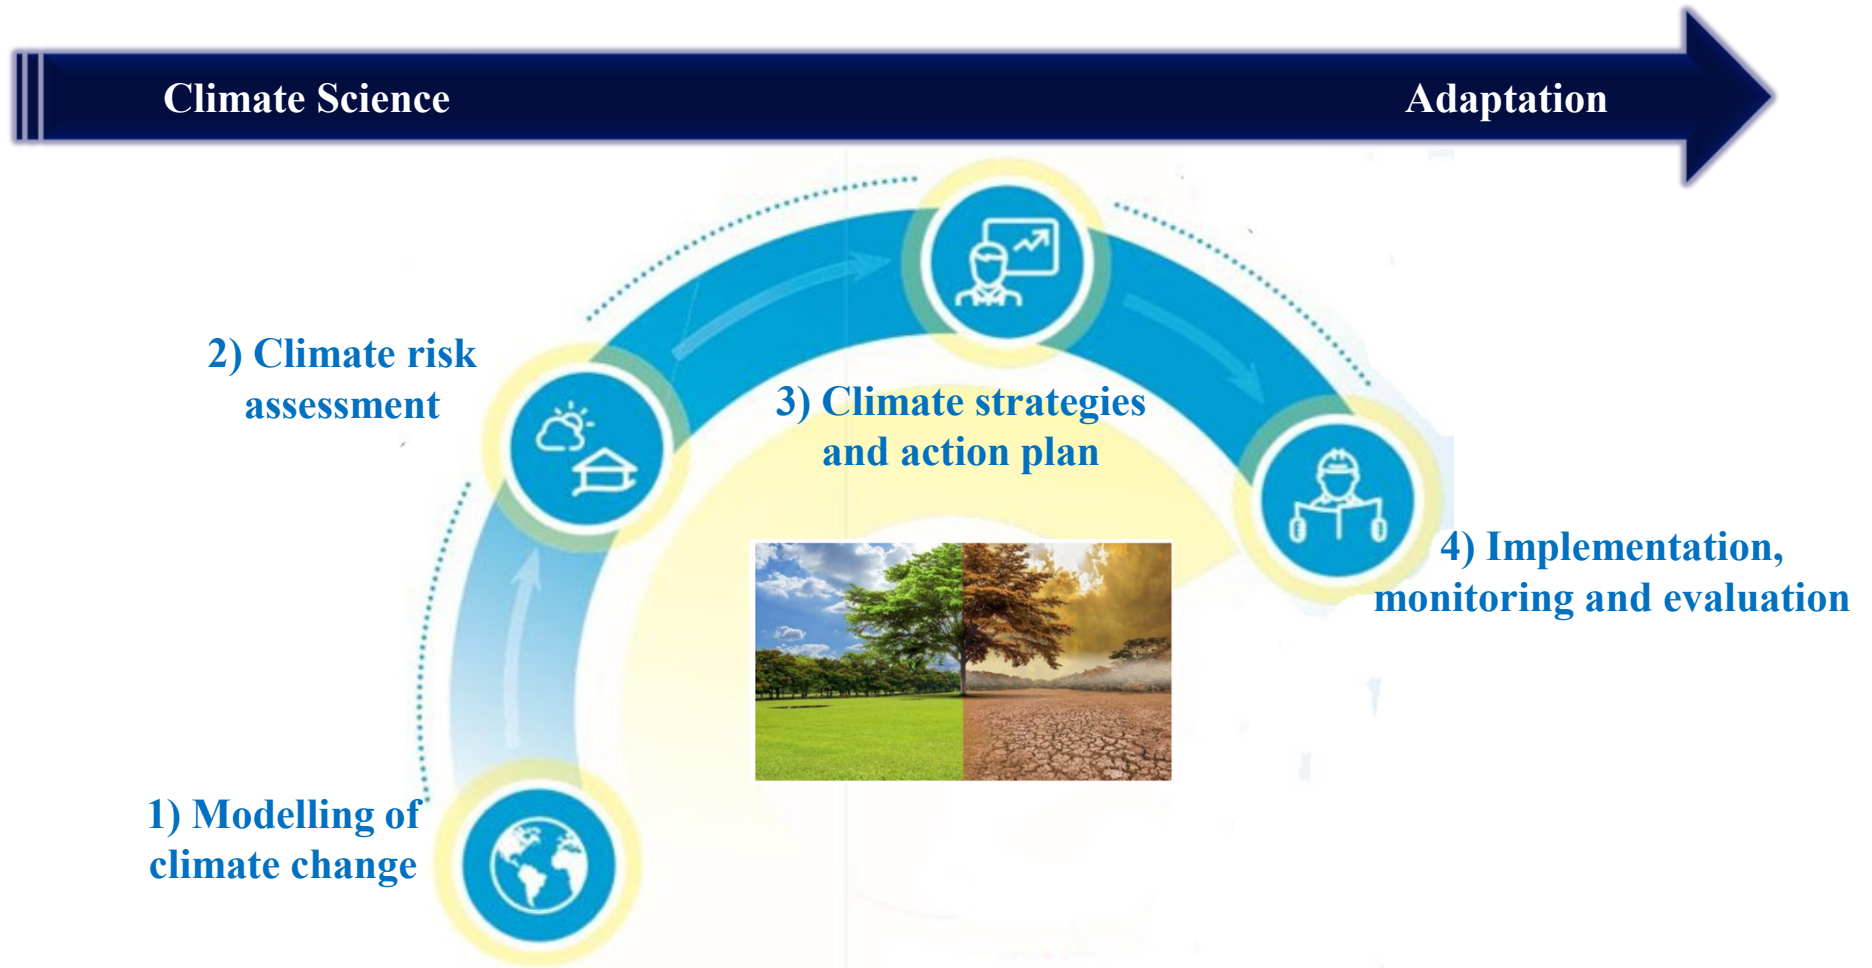 Climate Science
Adaptation
2) Climate risk
assessment
3) Climate strategies
and action plan
4) Implementation,
monitoring and evaluation
1) Modelling of
climate change